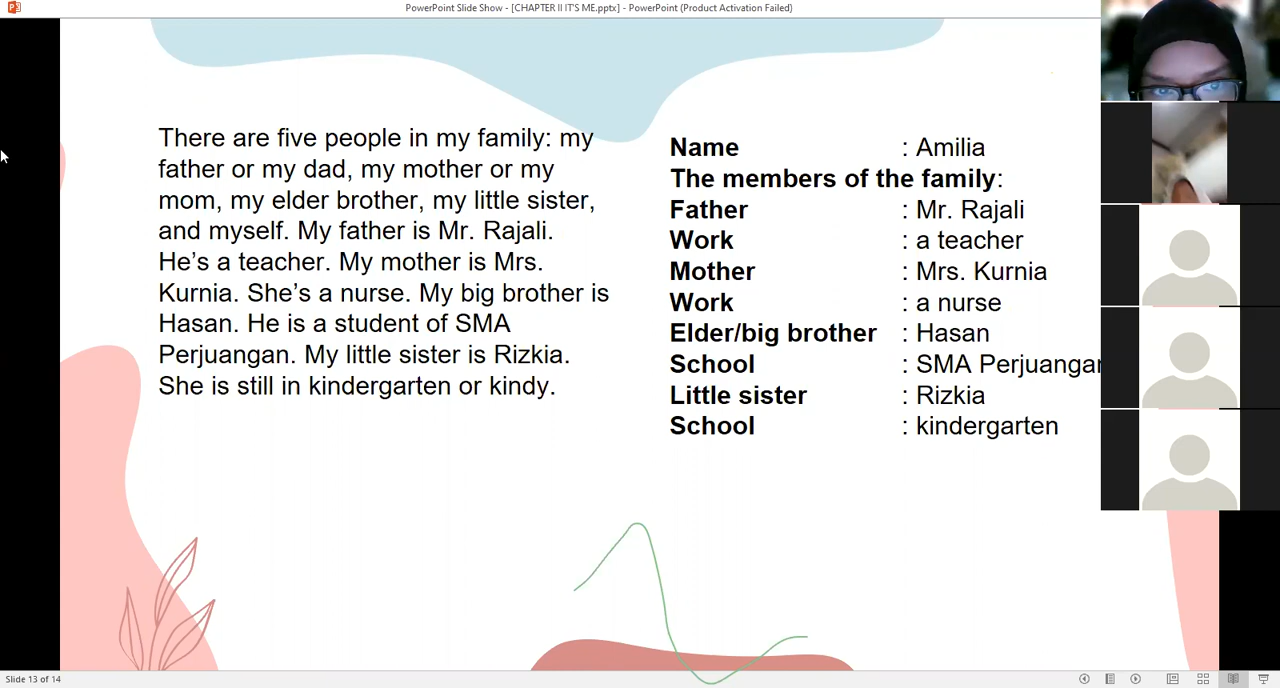 PowerPoint Slide Show - [CHAPTER II IT'S ME.pptx] - PowerPoint (Product Activation Failed)
There are five people in my family: my
father or my dad, my mother or my
mom, my elder brother, my little sister,
and myself. My father is Mr. Rajali.
He’s a teacher. My mother is Mrs.
Kurnia. She’s a nurse. My big brother is
Hasan. He is a student of SMA
Perjuangan. My little sister is Rizkia.
She is still in kindergarten or kindy.
Name : Amilia
The members of the family:
Father : Mr. Rajali
Work : a teacher
Mother : Mrs. Kurnia
Work : a nurse
Elder/big brother : Hasan
School : SMA Perjuangan
Little sister : Rizkia
School : kindergarten
Slide 13 of 14